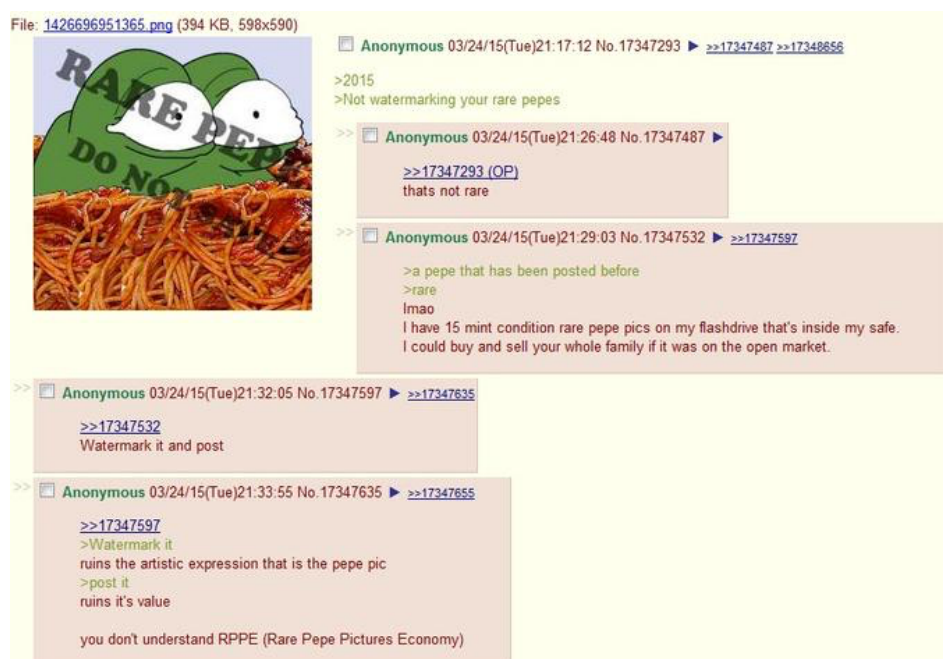 File: 1426696951365.png (394 KB, 598x590)
RARE PEPE
DO NOT SAVE
Anonymous 03/24/15(Tue)21:17:12 No.17347293 ▶ >>17347487 >>17348656
>2015
>Not watermarking your rare pepes
>> Anonymous 03/24/15(Tue)21:26:48 No.17347487 ▶
>>17347293 (OP)
thats not rare
>> Anonymous 03/24/15(Tue)21:29:03 No.17347532 ▶ >>17347597
>a pepe that has been posted before
>rare
lmao
I have 15 mint condition rare pepe pics on my flashdrive that's inside my safe.
I could buy and sell your whole family if it was on the open market.
>> Anonymous 03/24/15(Tue)21:32:05 No.17347597 ▶ >>17347635
>>17347532
Watermark it and post
>> Anonymous 03/24/15(Tue)21:33:55 No.17347635 ▶ >>17347655
>>17347597
>Watermark it
ruins the artistic expression that is the pepe pic
>post it
ruins it's value
you don't understand RPPE (Rare Pepe Pictures Economy)